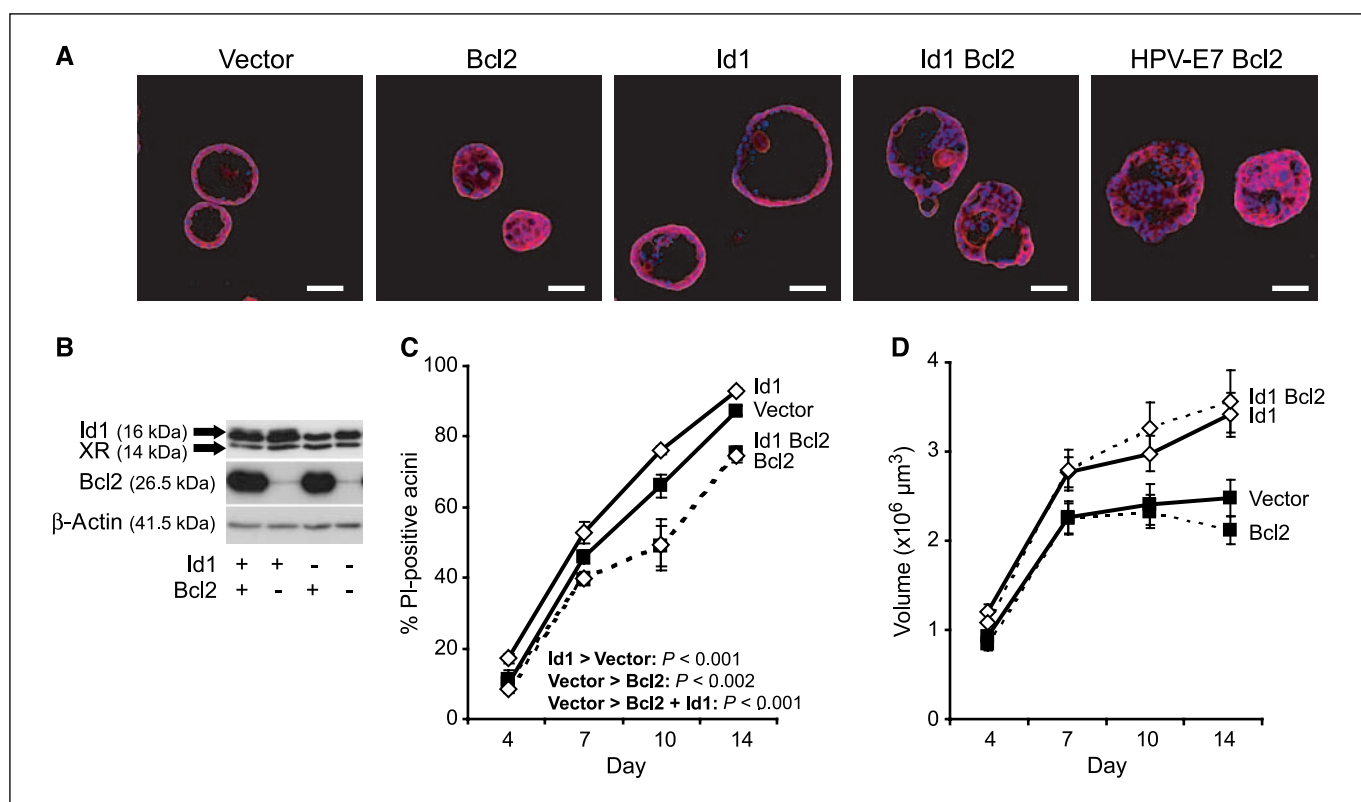 A
Vector Bcl2 Id1 Id1 Bcl2 HPV-E7 Bcl2
B
Id1 (16 kDa)
XR (14 kDa)
Bcl2 (26.5 kDa)
β-Actin (41.5 kDa)
Id1 + + - -
Bcl2 + - + -
C
% PI-positive acini
100
80
60
40
20
0
Id1
Vector
Id1 Bcl2
Bcl2
Id1 > Vector: P < 0.001
Vector > Bcl2: P < 0.002
Vector > Bcl2 + Id1: P < 0.001
4 7 10 14
Day
D
Volume (x10⁶ µm³)
4
3
2
1
0
Id1 Bcl2
Id1
Vector
Bcl2
4 7 10 14
Day